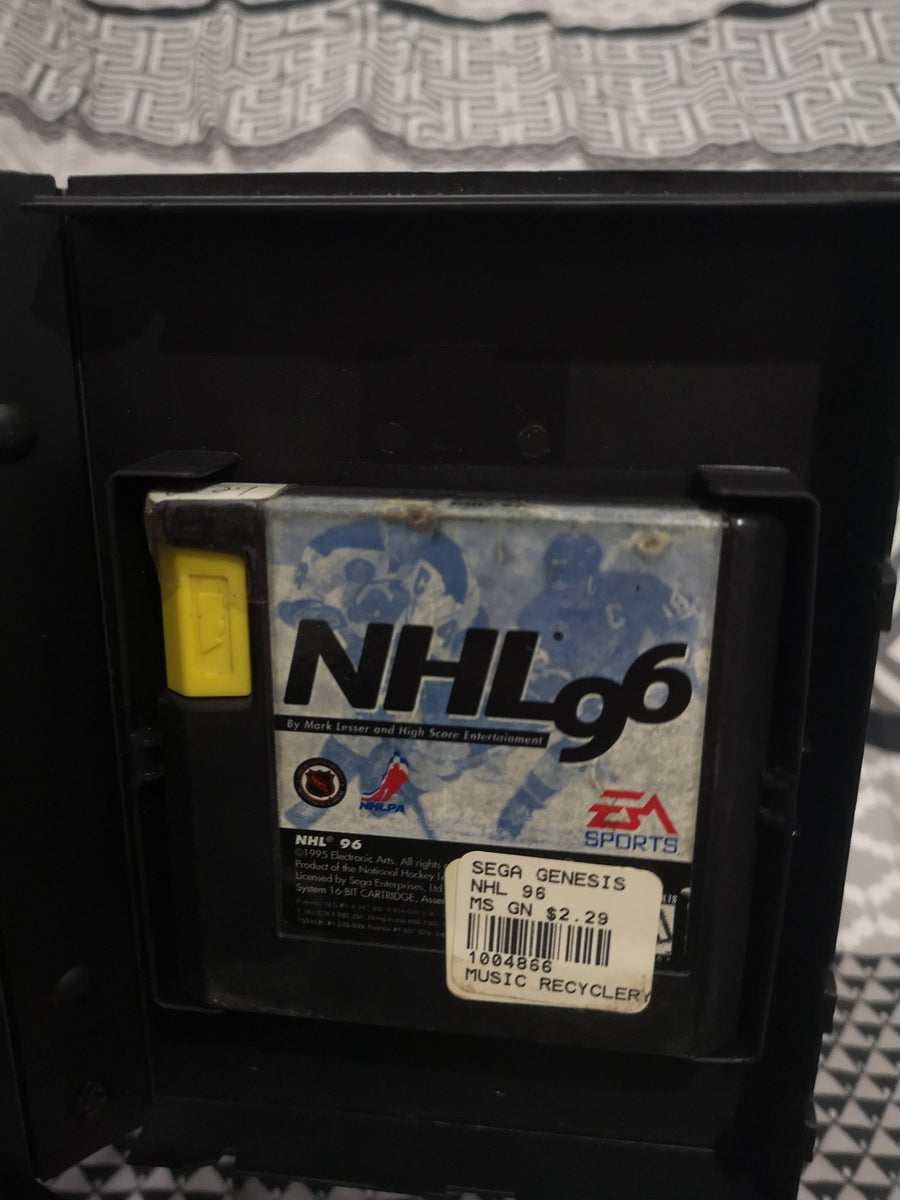 NHL96
By Mark Lesser and High Score Entertainment
NHLPA
EA
SPORTS
NHL® 96
©1995 Electronic Arts. All rights
Product of the National Hockey
Licensed by Sega Enterprises, Ltd
System 16-BIT CARTRIDGE,
SEGA GENESIS
NHL 96
MS GN $2.29
1004866
MUSIC RECYCLERY